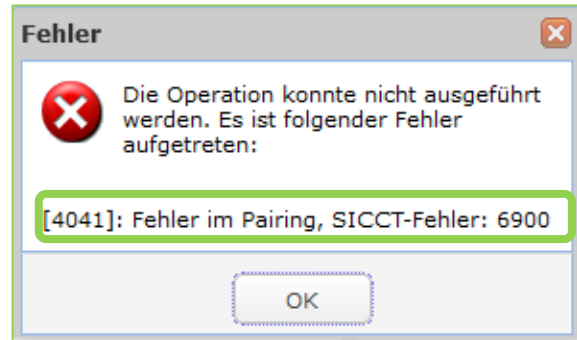 Fehler
Die Operation konnte nicht ausgeführt
werden. Es ist folgender Fehler
aufgetreten:
[4041]: Fehler im Pairing, SICCT-Fehler: 6900
OK